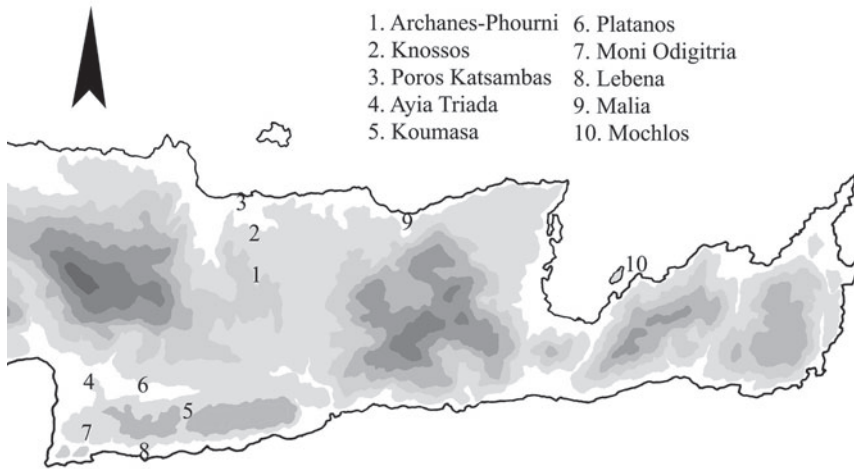 1. Archanes-Phourni
2. Knossos
3. Poros Katsambas
4. Ayia Triada
5. Koumasa
6. Platanos
7. Moni Odigitria
8. Lebena
9. Malia
10. Mochlos
3
9
2
10
1
4
6
5
7
8